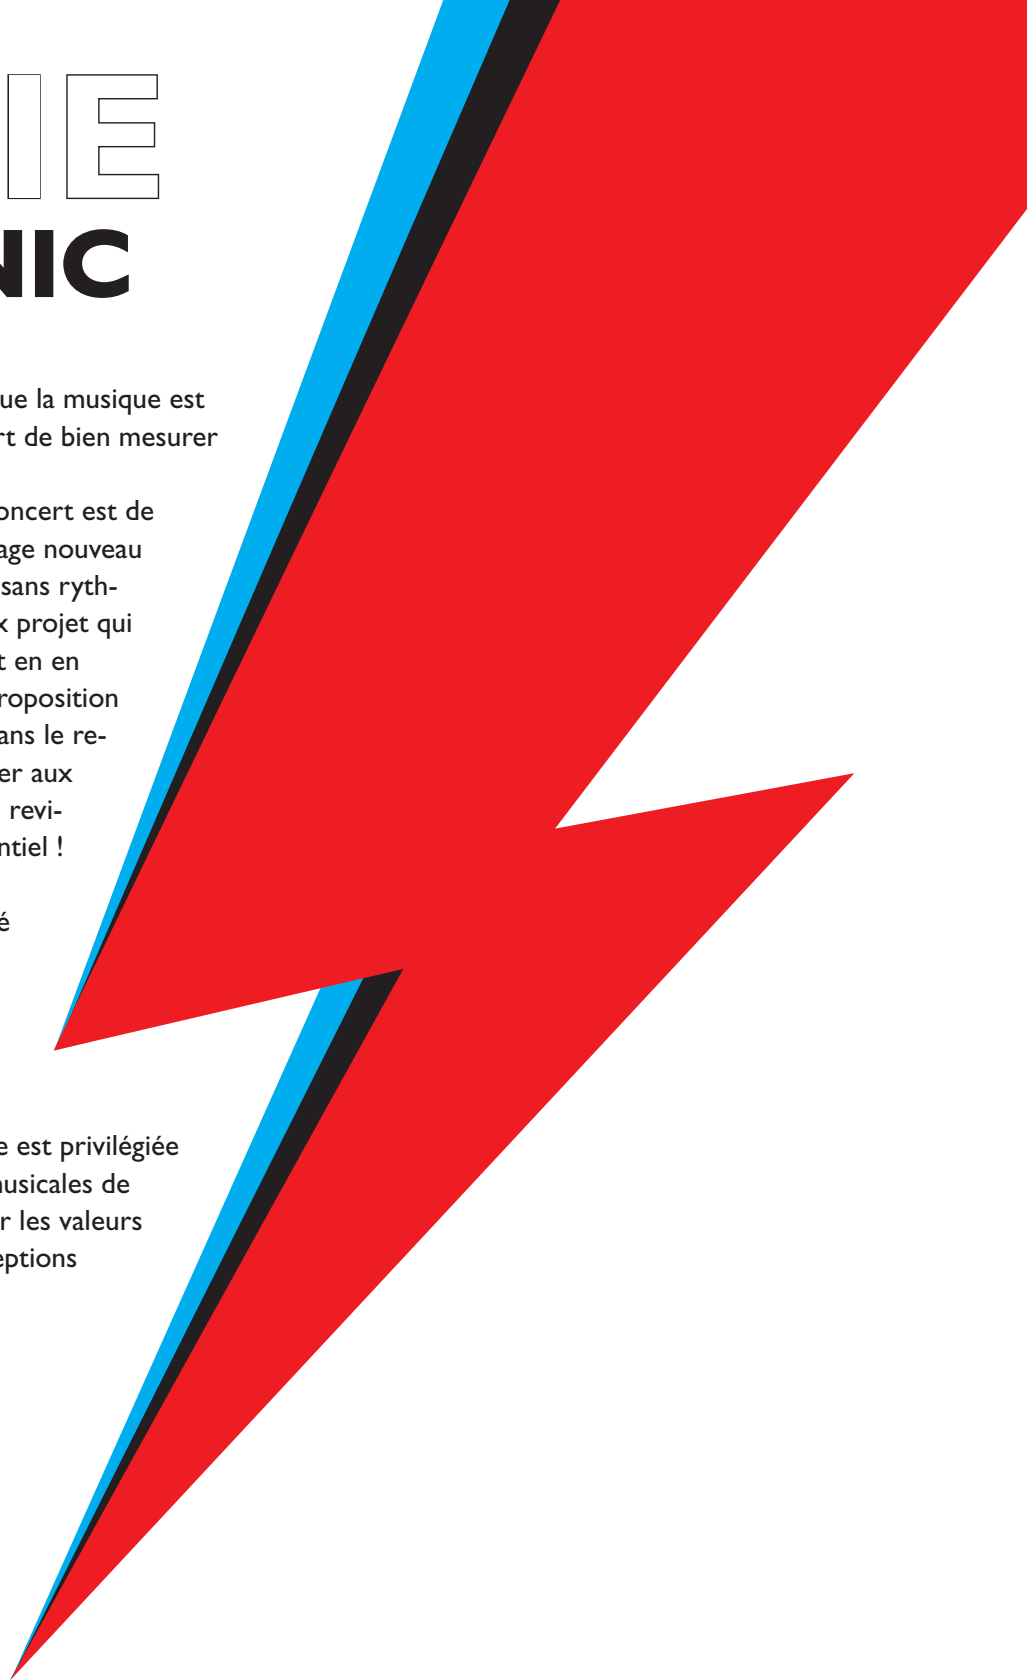 IE
NIC
ue la musique est
rt de bien mesurer
oncert est de
age nouveau
sans ryth-
x projet qui
t en en
roposition
ans le re-
er aux
revi-
ntiel !
é
e est privilégiée
nusicales de
r les valeurs
eptions